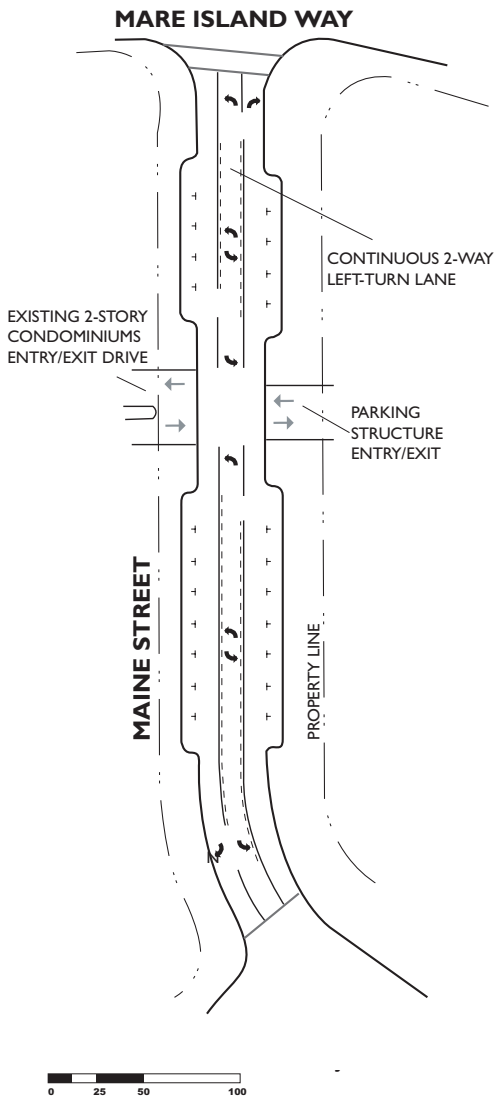 MARE ISLAND WAY
CONTINUOUS 2-WAY
LEFT-TURN LANE
EXISTING 2-STORY
CONDOMINIUMS
ENTRY/EXIT DRIVE
PARKING
STRUCTURE
ENTRY/EXIT
MAINE STREET
PROPERTY LINE
N
0 25 50 100